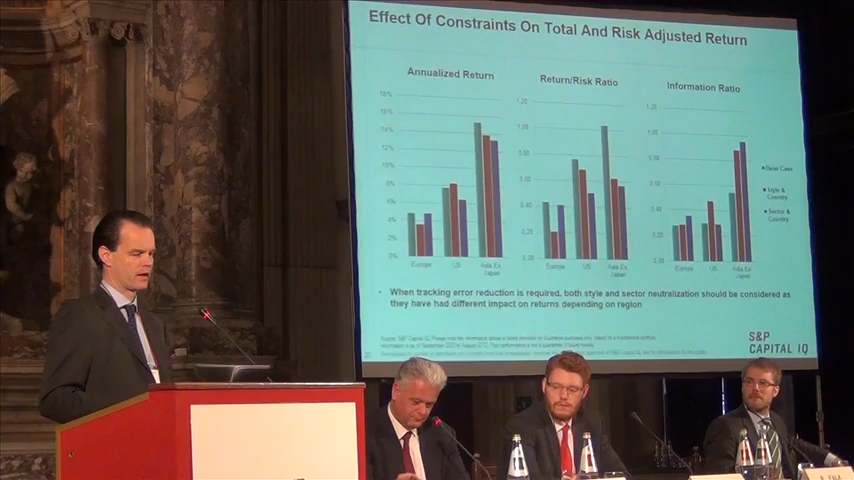 Effect Of Constraints On Total And Risk Adjusted Return
Annualized Return
Return/Risk Ratio
Information Ratio
18%
16%
14%
12%
10%
8%
6%
4%
2%
0%
Europe
US
Asia Ex
Japan
1.20
1.00
0.80
0.60
0.40
0.20
0.00
Europe
US
Asia Ex
Japan
1.20
1.00
0.80
0.60
0.40
0.20
0.00
Europe
US
Asia Ex
Japan
Base Case
Style &
Country
Sector &
Country
• When tracking error reduction is required, both style and sector neutralization should be considered as
they have had different impact on returns depending on region
Source: S&P Capital IQ.
S&P
CAPITAL IQ